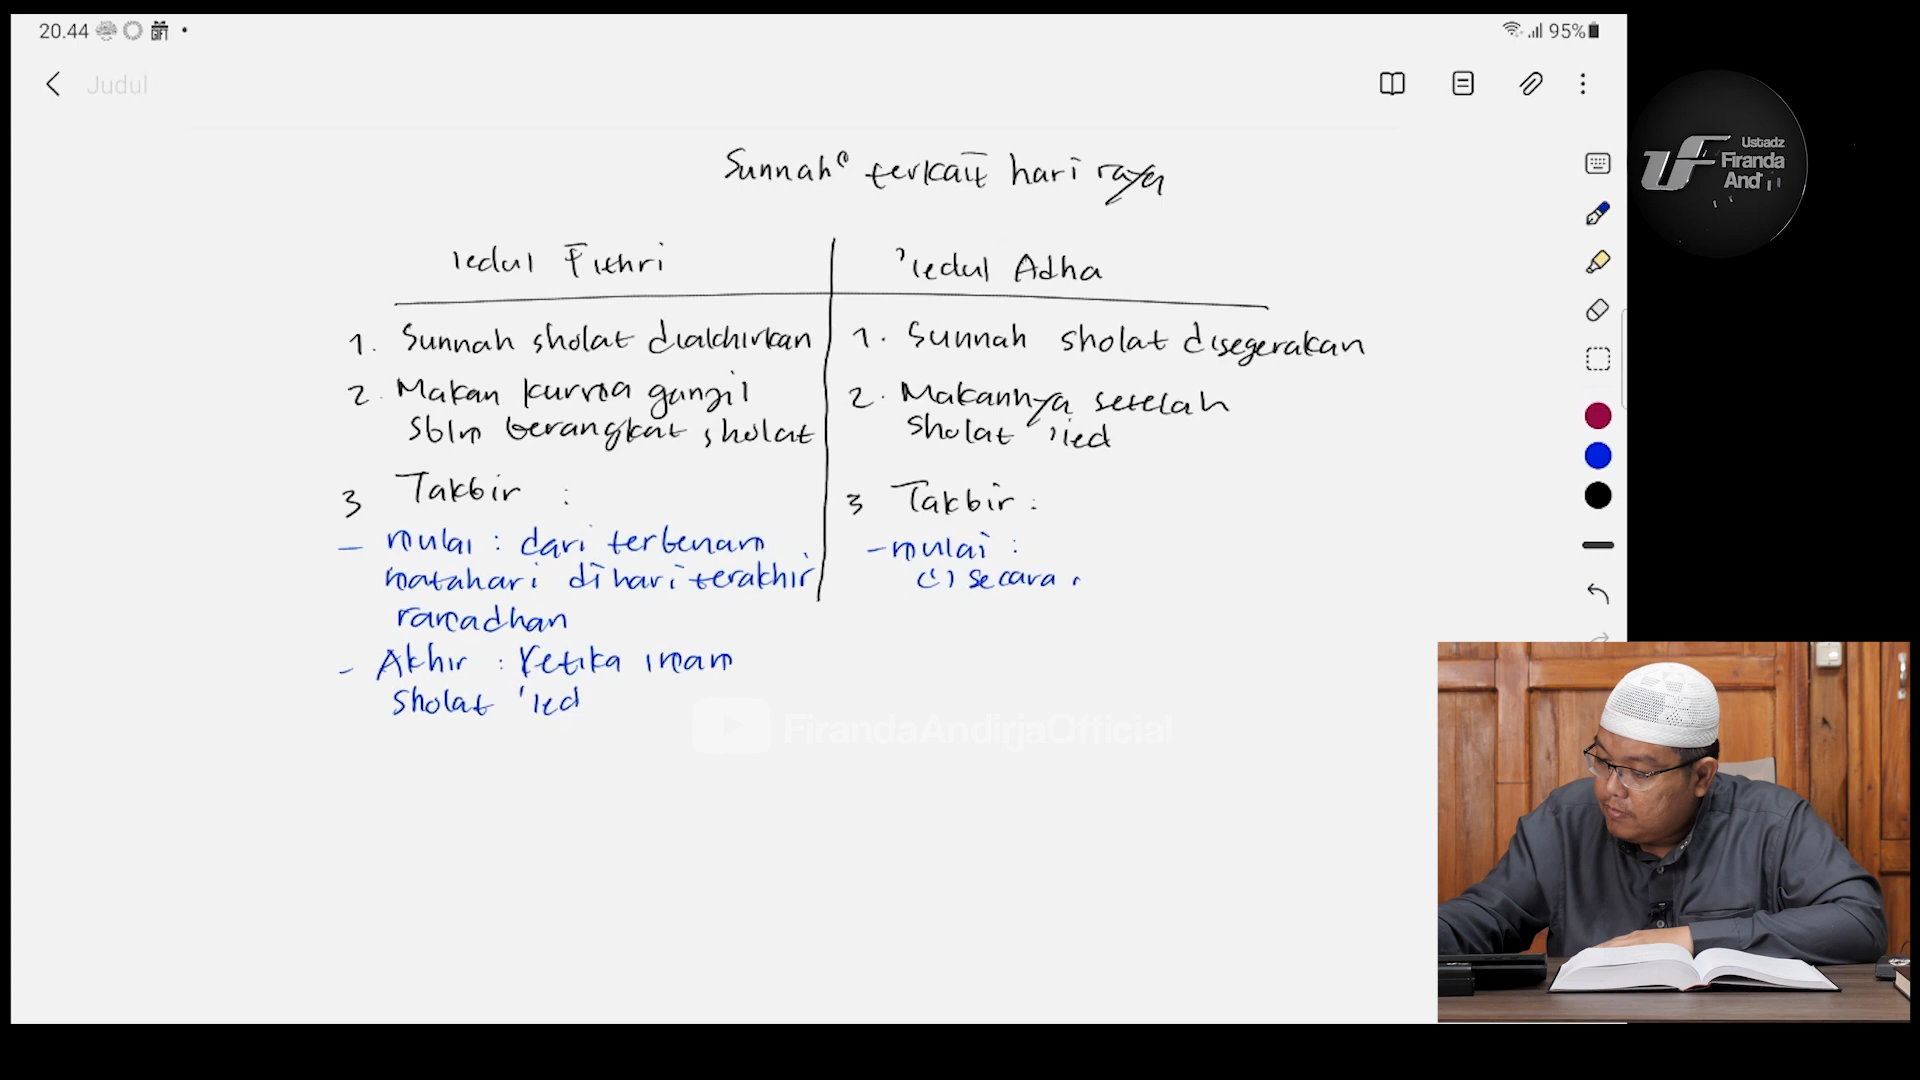 20.44
95%
Judul
Ustadz
Firanda
And
Sunnah² terkait hari raya
'Iedul Fithri
'Iedul Adha
1. Sunnah sholat diakhirkan
1. Sunnah sholat disegerakan
2. Makan kurma ganjil
sblm berangkat sholat
2. Makannya setelah
sholat 'ied
3 Takbir :
3 Takbir :
- mulai : dari terbenam
matahari di hari terakhir
ramadhan
- mulai :
(1) secara
- Akhir : ketika imam
sholat 'ied
FirandaAndirjaOfficial